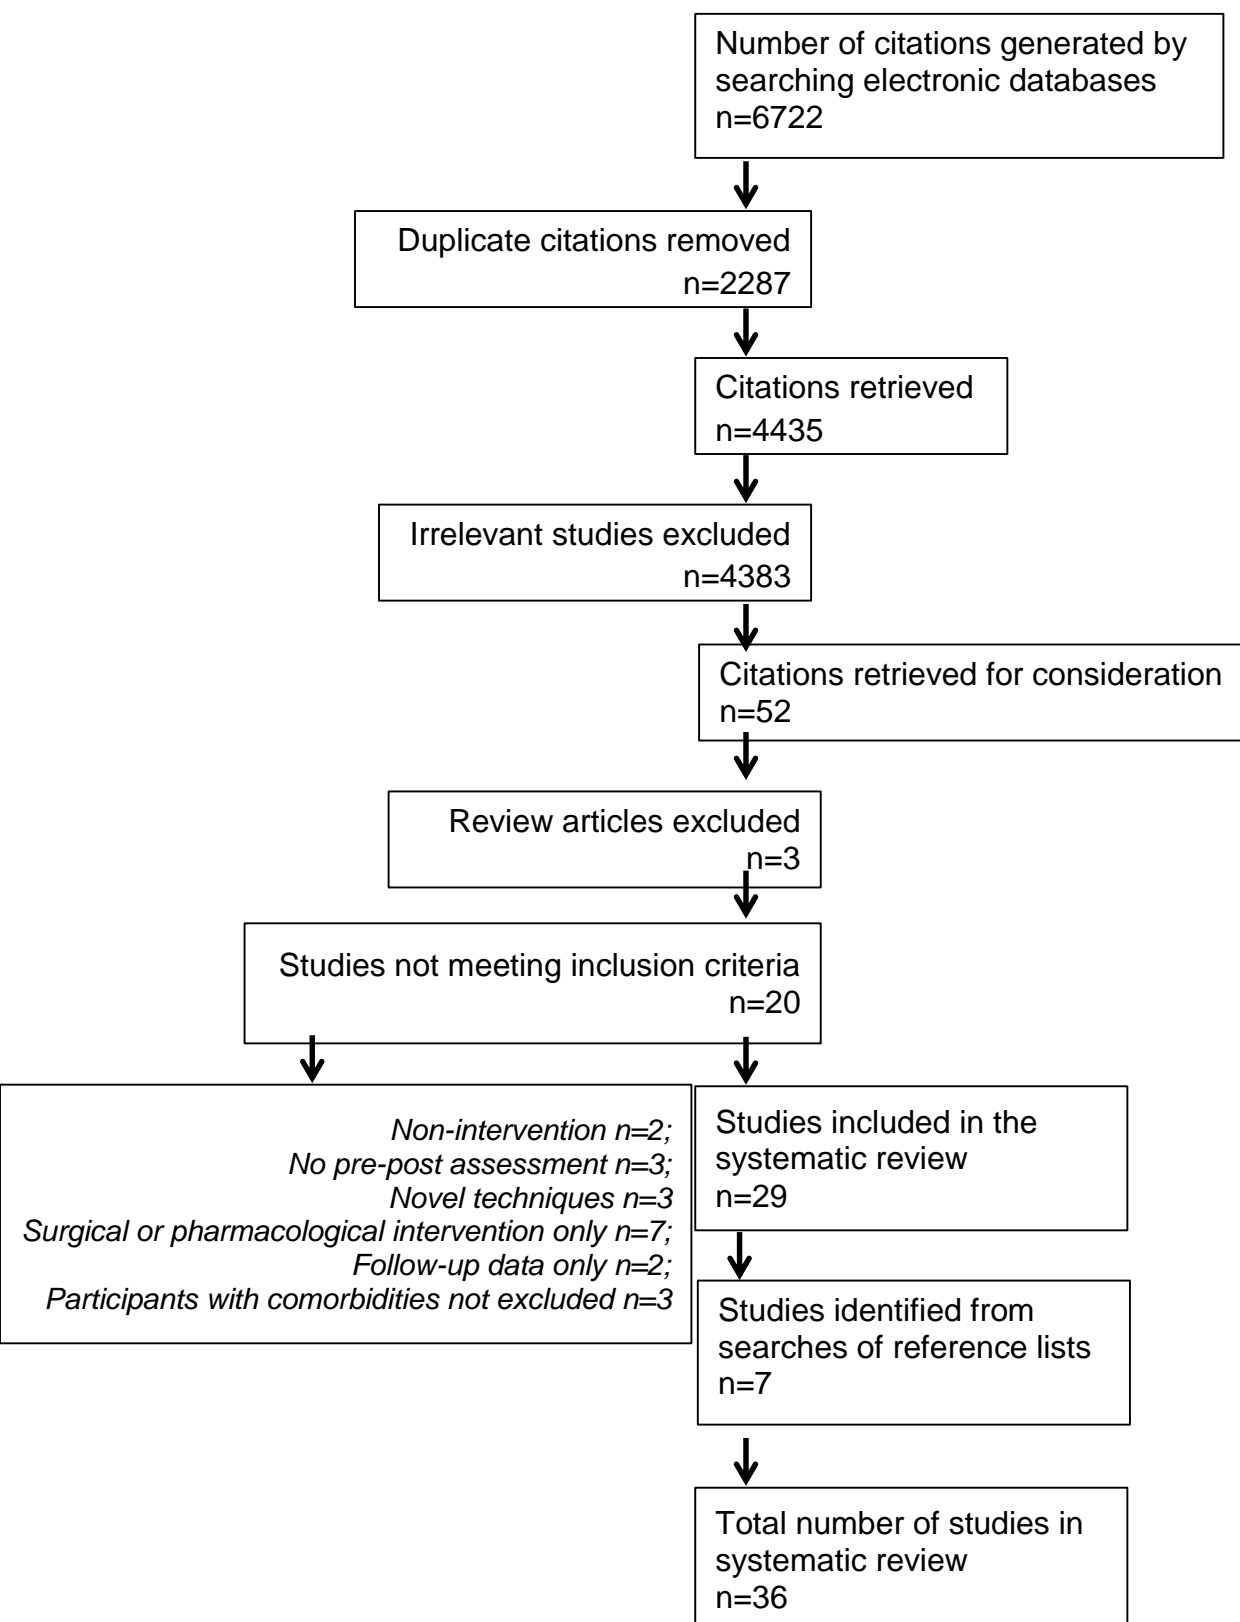 Number of citations generated by
searching electronic databases
n=6722
Duplicate citations removed
n=2287
Citations retrieved
n=4435
Irrelevant studies excluded
n=4383
Citations retrieved for consideration
n=52
Review articles excluded
n=3
Studies not meeting inclusion criteria
n=20
Non-intervention n=2;
No pre-post assessment n=3;
Novel techniques n=3
Surgical or pharmacological intervention only n=7;
Follow-up data only n=2;
Participants with comorbidities not excluded n=3
Studies included in the
systematic review
n=29
Studies identified from
searches of reference lists
n=7
Total number of studies in
systematic review
n=36